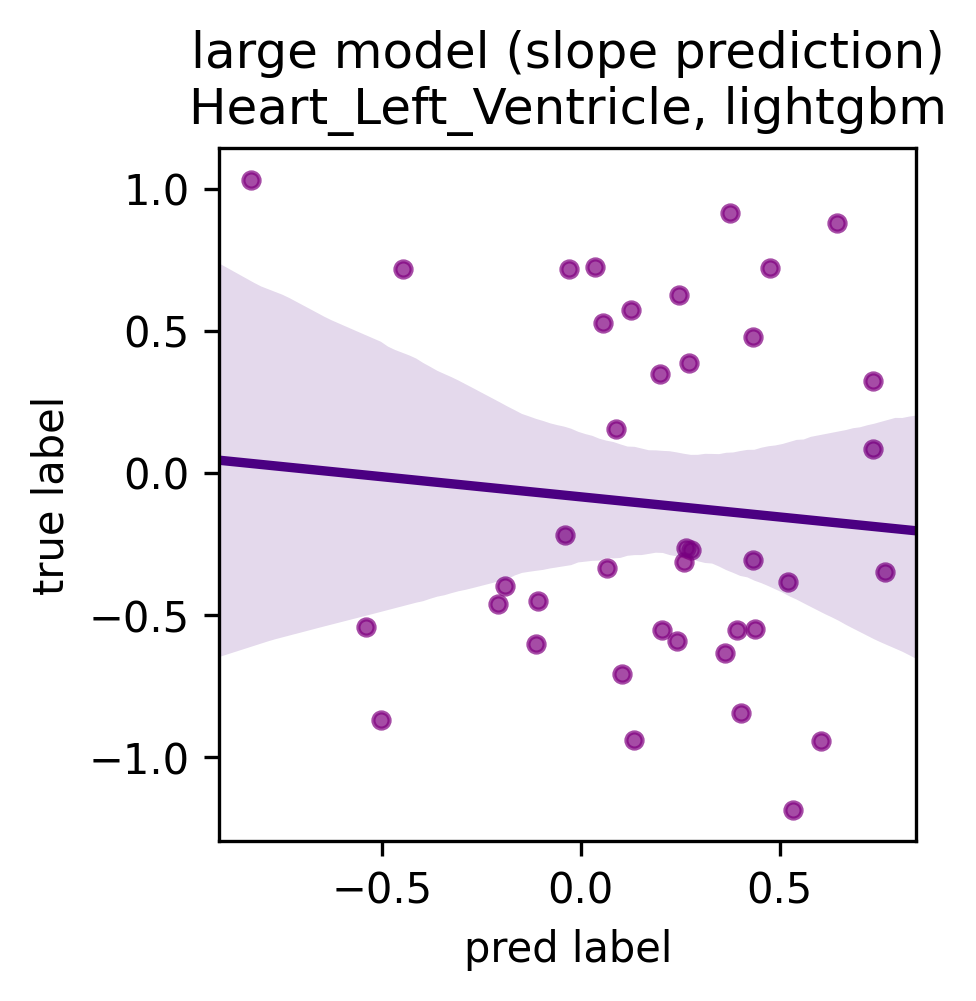 large model (slope prediction)
Heart_Left_Ventricle, lightgbm
1.0
0.5
0.0
−0.5
−1.0
true label
−0.5
0.0
0.5
pred label